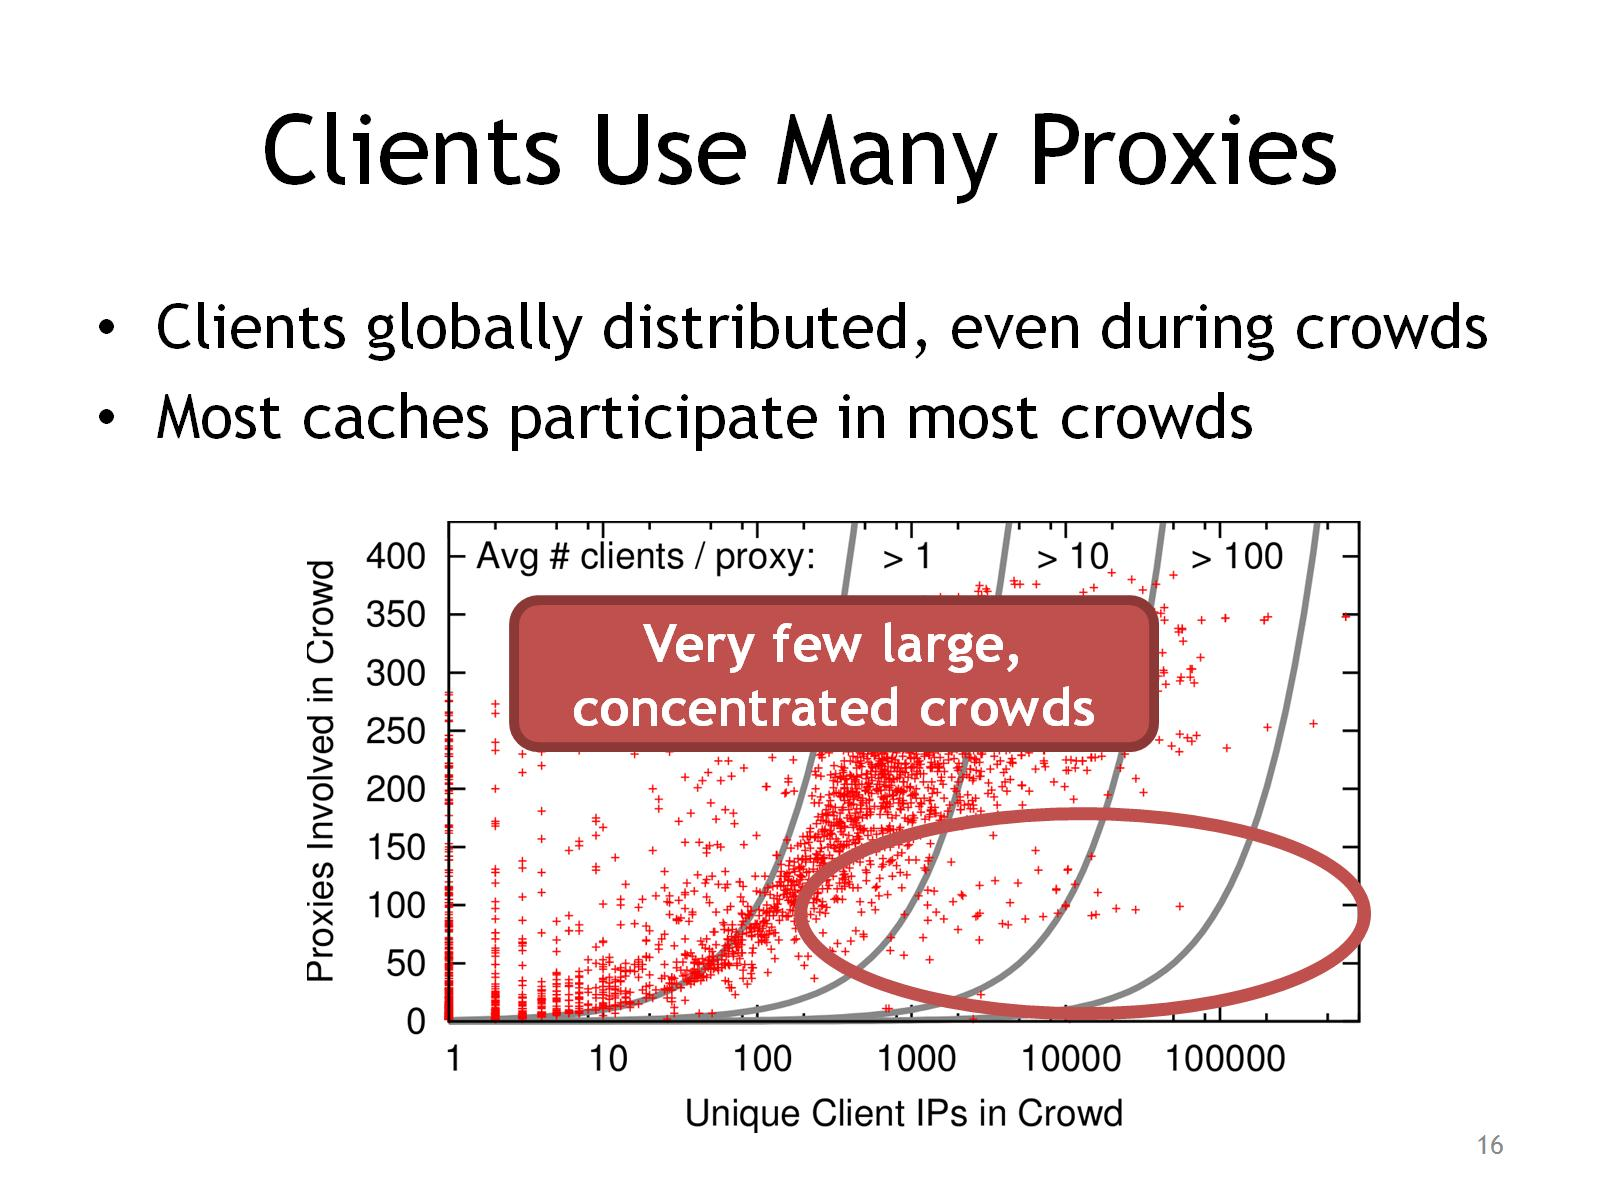 Clients Use Many Proxies
• Clients globally distributed, even during crowds
• Most caches participate in most crowds
Avg # clients / proxy: > 1 > 10 > 100
Very few large,
concentrated crowds
Proxies Involved in Crowd
400
350
300
250
200
150
100
50
0
1 10 100 1000 10000 100000
Unique Client IPs in Crowd
16